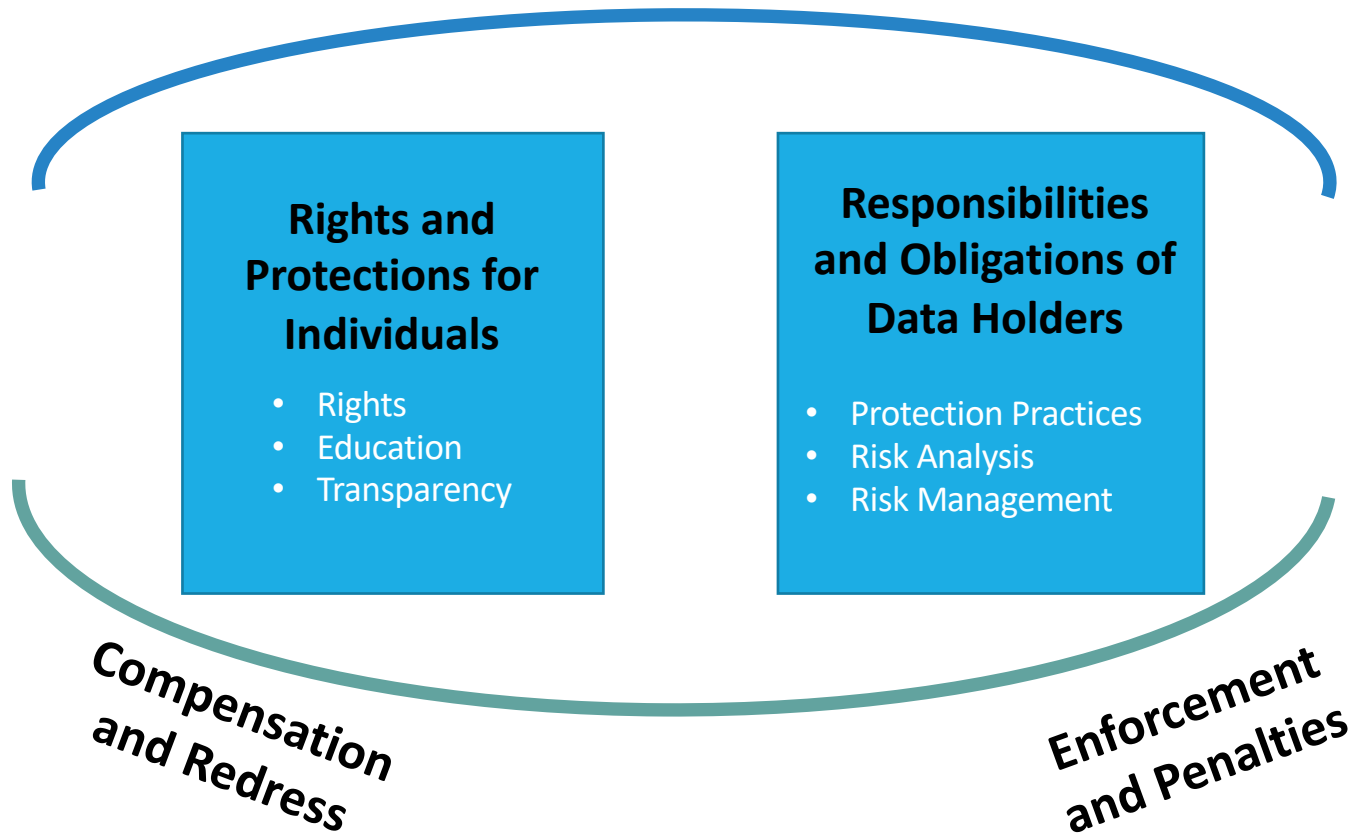 Rights and
Protections for
Individuals
• Rights
• Education
• Transparency
Responsibilities
and Obligations of
Data Holders
• Protection Practices
• Risk Analysis
• Risk Management
Compensation
and Redress
Enforcement
and Penalties